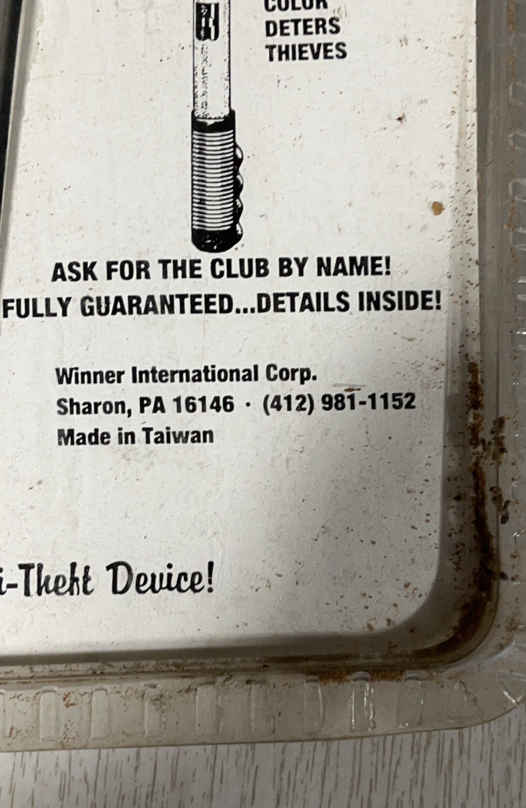 COLOR
DETERS
THIEVES
ASK FOR THE CLUB BY NAME!
FULLY GUARANTEED...DETAILS INSIDE!
Winner International Corp.
Sharon, PA 16146 · (412) 981-1152
Made in Taiwan
i-Theft Device!